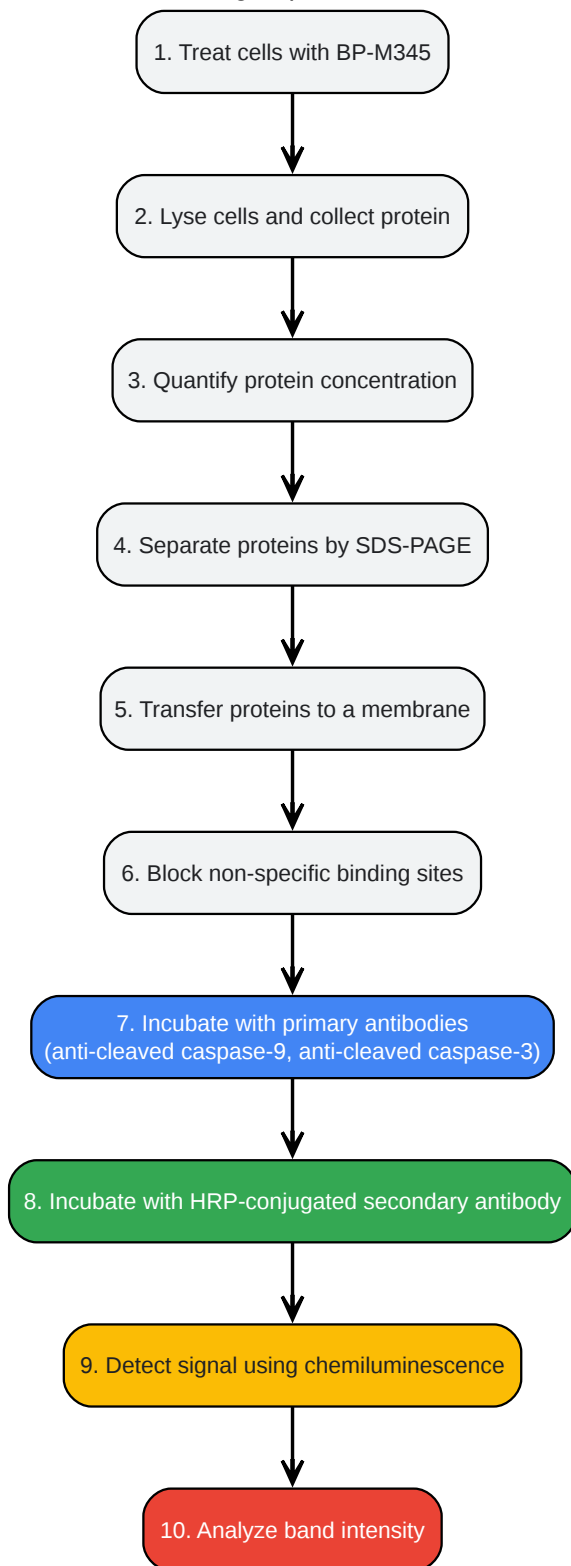 1. Treat cells with BP-M345
2. Lyse cells and collect protein
3. Quantify protein concentration
4. Separate proteins by SDS-PAGE
5. Transfer proteins to a membrane
6. Block non-specific binding sites
7. Incubate with primary antibodies
(anti-cleaved caspase-9, anti-cleaved caspase-3)
8. Incubate with HRP-conjugated secondary antibody
9. Detect signal using chemiluminescence
10. Analyze band intensity